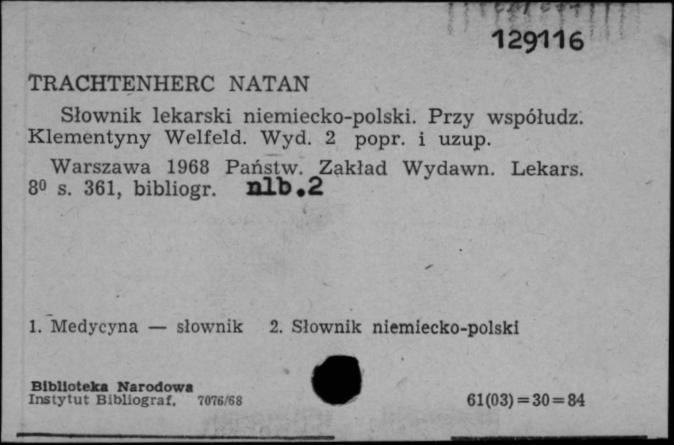 129116
TRACHTENHERC NATAN
Słownik lekarski niemiecko-polski. Przy współudz.
Klementyny Welfeld. Wyd. 2 popr. i uzup.
Warszawa 1968 Państw. Zakład Wydawn. Lekars.
8⁰ s. 361, bibliogr. nlb.2
1. Medycyna — słownik 2. Słownik niemiecko-polski
Biblioteka Narodowa
Instytut Bibliograf. 7076/68 61(03)=30=84